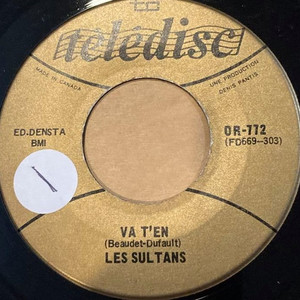 teledisc
MADE IN CANADA
UNE PRODUCTION
DENIS PANTIS
ED.DENSTA
BMI
OR-772
(FD669--303)
VA T'EN
(Beaudet-Dufault)
LES SULTANS